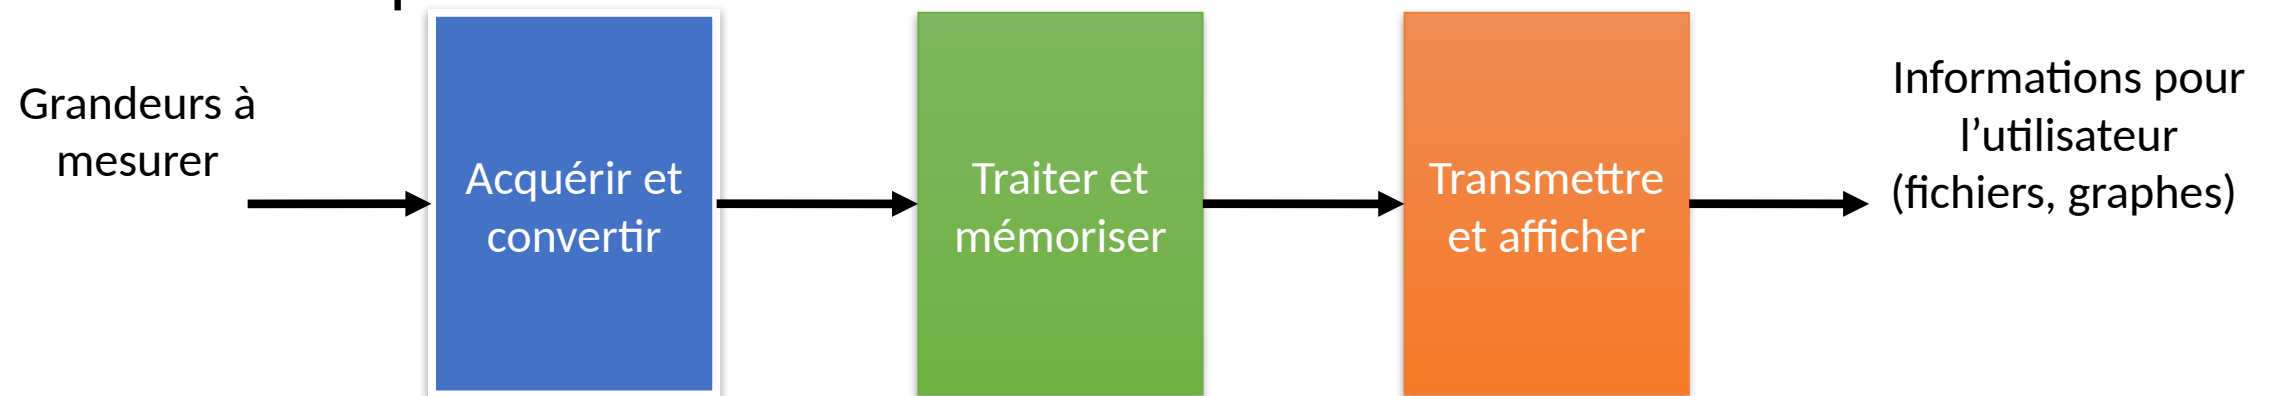 Grandeurs à
mesurer
Acquérir et
convertir
Traiter et
mémoriser
Transmettre
et afficher
Informations pour
l’utilisateur
(fichiers, graphes)